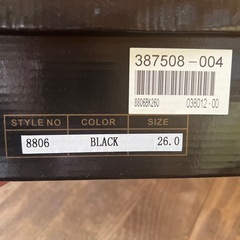 387508-004
8806BK260 038012-00
STYLE NO COLOR SIZE
8806 BLACK 26.0